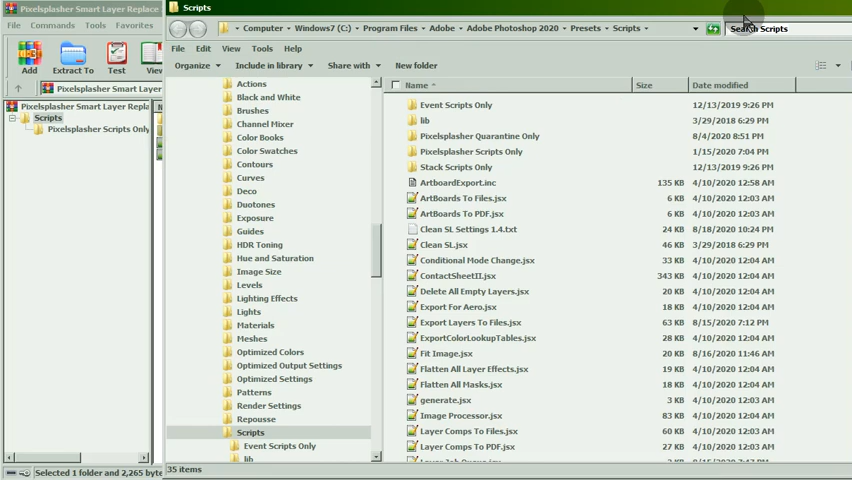 Pixelsplasher Smart Layer Replace
Scripts
File Commands Tools Favorites
Computer Windows7 (C:) Program Files Adobe Adobe Photoshop 2020 Presets Scripts
Search Scripts
File Edit View Tools Help
Add Extract To Test View
Organize Include in library Share with New folder
Pixelsplasher Smart Layer
Name Size Date modified
Pixelsplasher Smart Layer Repla
Scripts
Pixelsplasher Scripts Only
Actions
Black and White
Brushes
Channel Mixer
Color Books
Color Swatches
Contours
Curves
Deco
Duotones
Exposure
Guides
HDR Toning
Hue and Saturation
Image Size
Levels
Lighting Effects
Lights
Materials
Meshes
Optimized Colors
Optimized Output Settings
Optimized Settings
Patterns
Render Settings
Repousse
Scripts
Event Scripts Only
lib
Event Scripts Only 12/13/2019 9:26 PM
lib 3/29/2018 6:29 PM
Pixelsplasher Quarantine Only 8/4/2020 8:51 PM
Pixelsplasher Scripts Only 1/15/2020 7:04 PM
Stack Scripts Only 12/13/2019 9:26 PM
ArtboardExport.inc 135 KB 4/10/2020 12:58 AM
ArtBoards To Files.jsx 6 KB 4/10/2020 12:03 AM
ArtBoards To PDF.jsx 6 KB 4/10/2020 12:03 AM
Clean SL Settings 1.4.txt 24 KB 8/18/2020 10:24 PM
Clean SL.jsx 46 KB 3/29/2018 6:29 PM
Conditional Mode Change.jsx 33 KB 4/10/2020 12:04 AM
ContactSheetII.jsx 343 KB 4/10/2020 12:04 AM
Delete All Empty Layers.jsx 20 KB 4/10/2020 12:04 AM
Export For Aero.jsx 13 KB 4/10/2020 12:04 AM
Export Layers To Files.jsx 63 KB 8/15/2020 7:12 PM
ExportColorLookupTables.jsx 28 KB 4/10/2020 12:04 AM
Fit Image.jsx 20 KB 8/16/2020 11:46 AM
Flatten All Layer Effects.jsx 19 KB 4/10/2020 12:04 AM
Flatten All Masks.jsx 18 KB 4/10/2020 12:04 AM
generate.jsx 3 KB 4/10/2020 12:04 AM
Image Processor.jsx 83 KB 4/10/2020 12:04 AM
Layer Comps To Files.jsx 60 KB 4/10/2020 12:03 AM
Layer Comps To PDF.jsx 27 KB 4/10/2020 12:03 AM
35 items
Selected 1 folder and 2,265 bytes